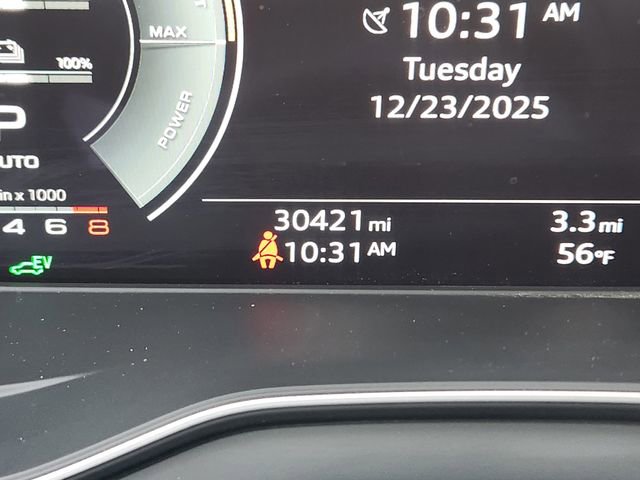 10:31 AM
MAX
100%
Tuesday
12/23/2025
POWER
P
UTO
in x 1000
4 6 8
30421 mi
3.3 mi
10:31 AM
56°F
EV